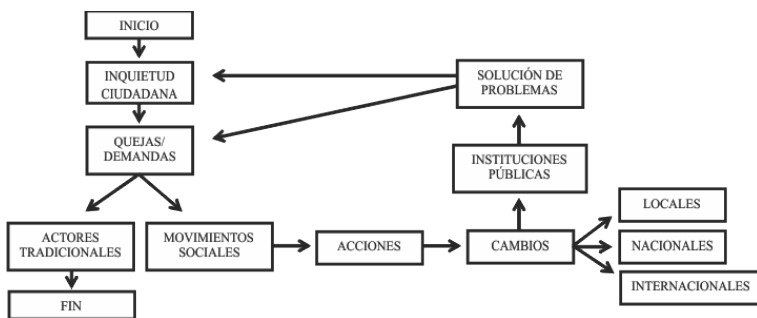 INICIO
INQUIETUD
CIUDADANA
SOLUCIÓN DE
PROBLEMAS
QUEJAS/
DEMANDAS
INSTITUCIONES
PÚBLICAS
ACTORES
TRADICIONALES
MOVIMIENTOS
SOCIALES
ACCIONES
CAMBIOS
LOCALES
NACIONALES
INTERNACIONALES
FIN